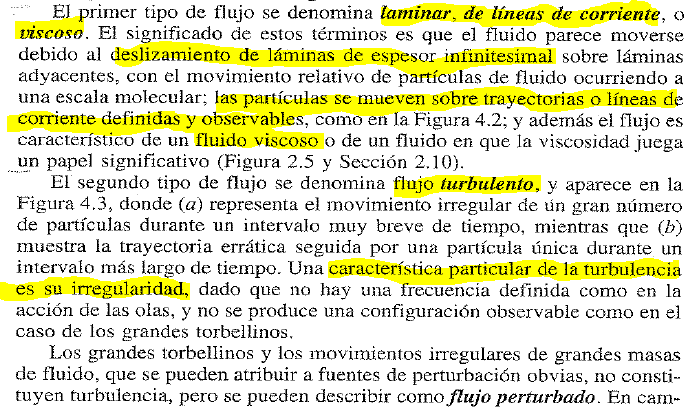 El primer tipo de flujo se denomina laminar, de líneas de corriente, o
viscoso. El significado de estos términos es que el fluido parece moverse
debido al deslizamiento de láminas de espesor infinitesimal sobre láminas
adyacentes, con el movimiento relativo de partículas de fluido ocurriendo a
una escala molecular; las partículas se mueven sobre trayectorias o líneas de
corriente definidas y observables, como en la Figura 4.2; y además el flujo es
característico de un fluido viscoso o de un fluido en que la viscosidad juega
un papel significativo (Figura 2.5 y Sección 2.10).
El segundo tipo de flujo se denomina flujo turbulento, y aparece en la
Figura 4.3, donde (a) representa el movimiento irregular de un gran número
de partículas durante un intervalo muy breve de tiempo, mientras que (b)
muestra la trayectoria errática seguida por una partícula única durante un
intervalo más largo de tiempo. Una característica particular de la turbulencia
es su irregularidad, dado que no hay una frecuencia definida como en la
acción de las olas, y no se produce una configuración observable como en el
caso de los grandes torbellinos.
Los grandes torbellinos y los movimientos irregulares de grandes masas
de fluido, que se pueden atribuir a fuentes de perturbación obvias, no consti-
tuyen turbulencia, pero se pueden describir como flujo perturbado. En cam-